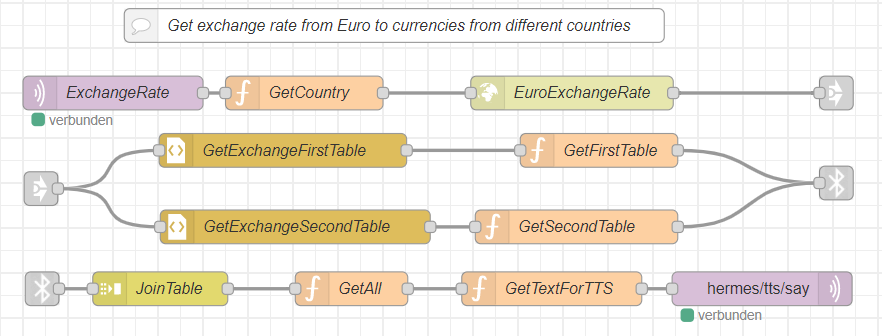 Get exchange rate from Euro to currencies from different countries
ExchangeRate GetCountry EuroExchangeRate
verbunden
GetExchangeFirstTable GetFirstTable
GetExchangeSecondTable GetSecondTable
JoinTable GetAll GetTextForTTS hermes/tts/say
verbunden